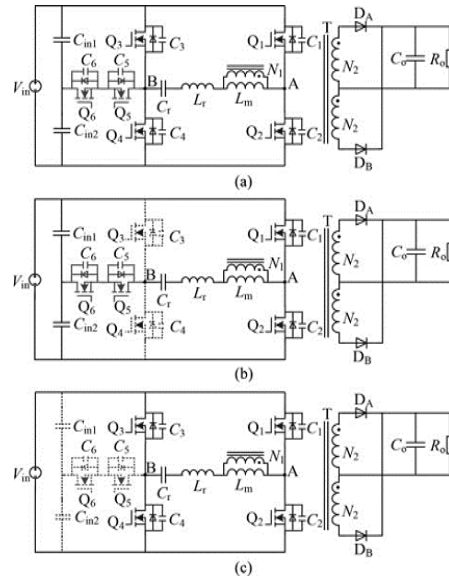 Q3 C3 Q1 C1 T DA
Cin1 C6 C5 N1 N2
Vin B A Co Ro
Q6 Q5 Cr Lr Lm
Cin2 Q4 C4 Q2 C2 N2
DB
(a)
Q3 C3 Q1 C1 T DA
Cin1 C6 C5 N1 N2
Vin B A Co Ro
Q6 Q5 Cr Lr Lm
Cin2 Q4 C4 Q2 C2 N2
DB
(b)
Q3 C3 Q1 C1 T DA
Cin1 C6 C5 N1 N2
Vin B A Co Ro
Q6 Q5 Cr Lr Lm
Cin2 Q4 C4 Q2 C2 N2
DB
(c)